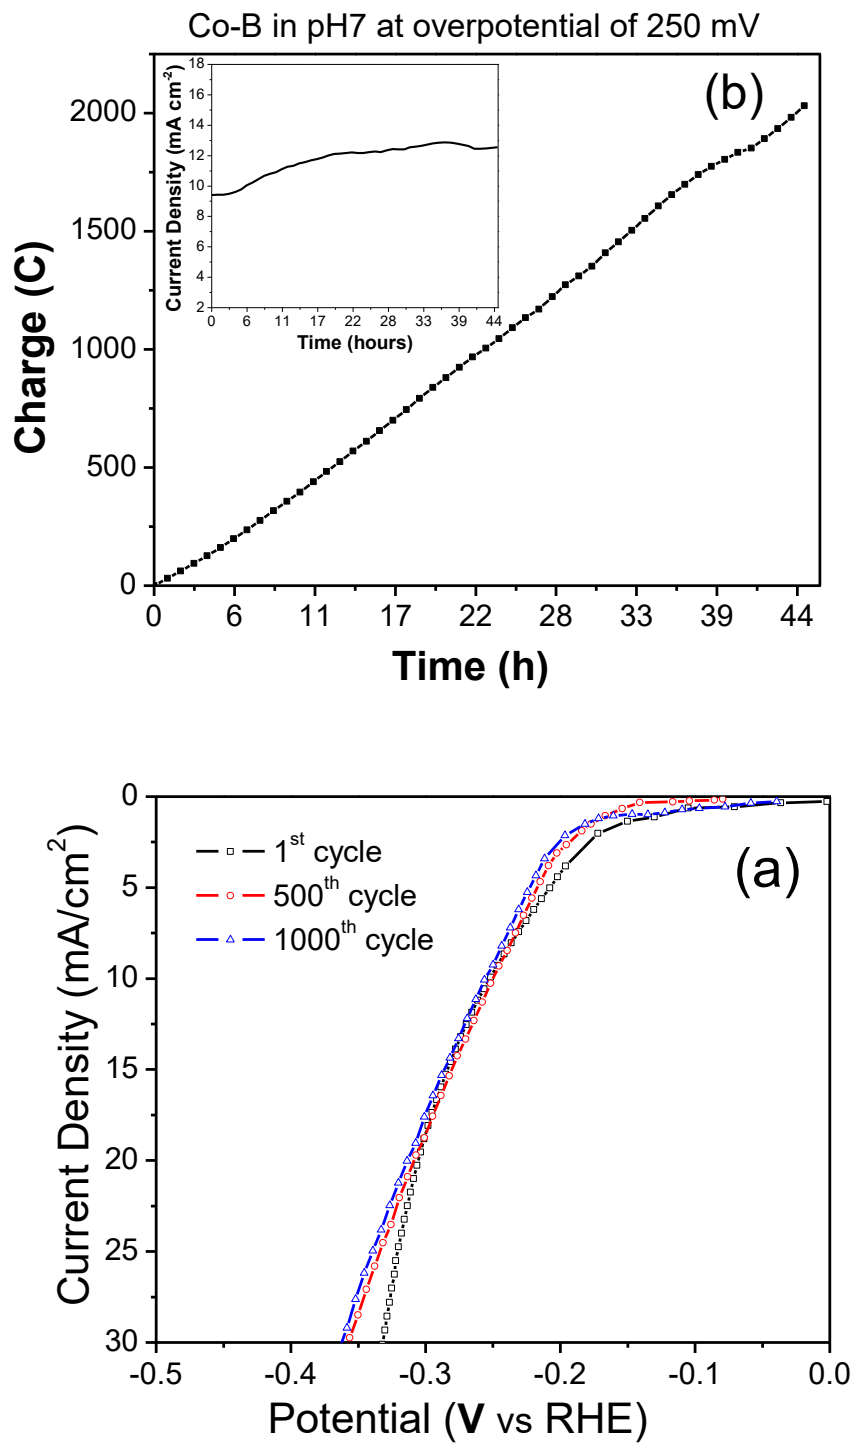 Co-B in pH7 at overpotential of 250 mV
(b)
Charge (C)
2000
1500
1000
500
0
0 6 11 17 22 28 33 39 44
Time (h)
Current Density (mA cm⁻²)
18
16
14
12
10
8
6
4
2
0 6 11 17 22 28 33 39 44
Time (hours)
(a)
Current Density (mA/cm²)
0
5
10
15
20
25
30
1st cycle
500th cycle
1000th cycle
-0.5 -0.4 -0.3 -0.2 -0.1 0.0
Potential (V vs RHE)